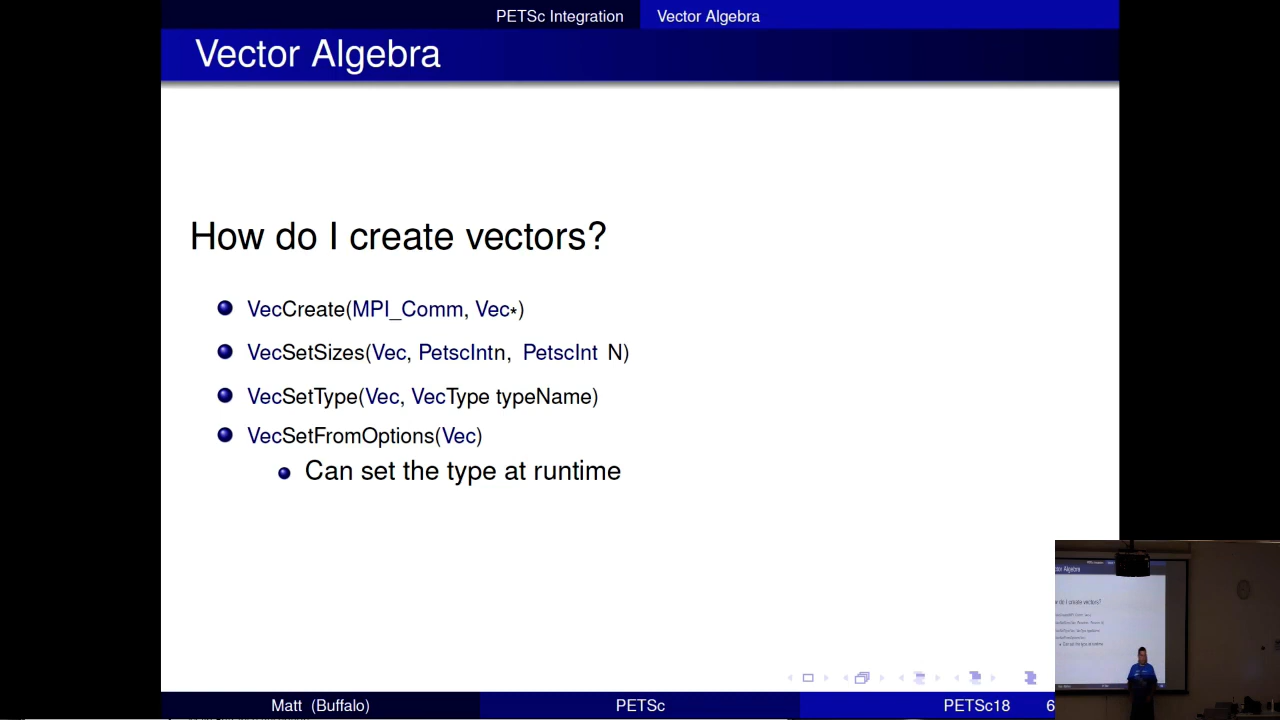 PETSc Integration Vector Algebra
Vector Algebra
How do I create vectors?
VecCreate(MPI_Comm, Vec*)
VecSetSizes(Vec, PetscIntn, PetscInt N)
VecSetType(Vec, VecType typeName)
VecSetFromOptions(Vec)
Can set the type at runtime
Matt (Buffalo) PETSc PETSc18 6